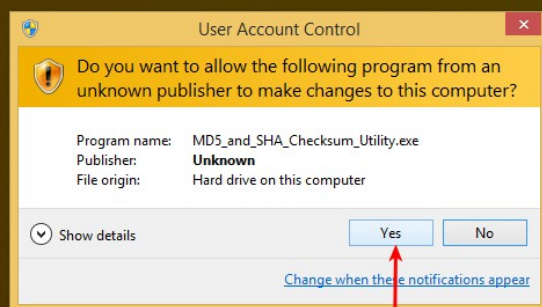 User Account Control
Do you want to allow the following program from an
unknown publisher to make changes to this computer?
Program name: MD5_and_SHA_Checksum_Utility.exe
Publisher: Unknown
File origin: Hard drive on this computer
Show details
Yes
No
Change when these notifications appear